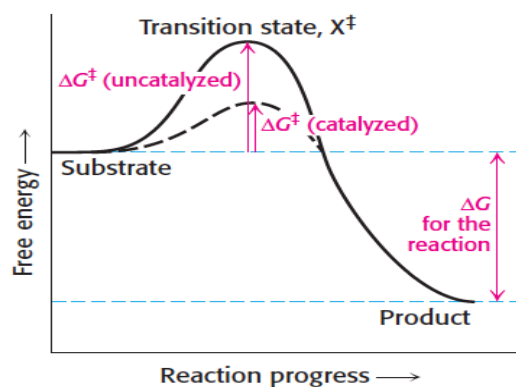 Transition state, X‡
ΔG‡ (uncatalyzed)
ΔG‡ (catalyzed)
Substrate
ΔG
for the
reaction
Product
Free energy →
Reaction progress →